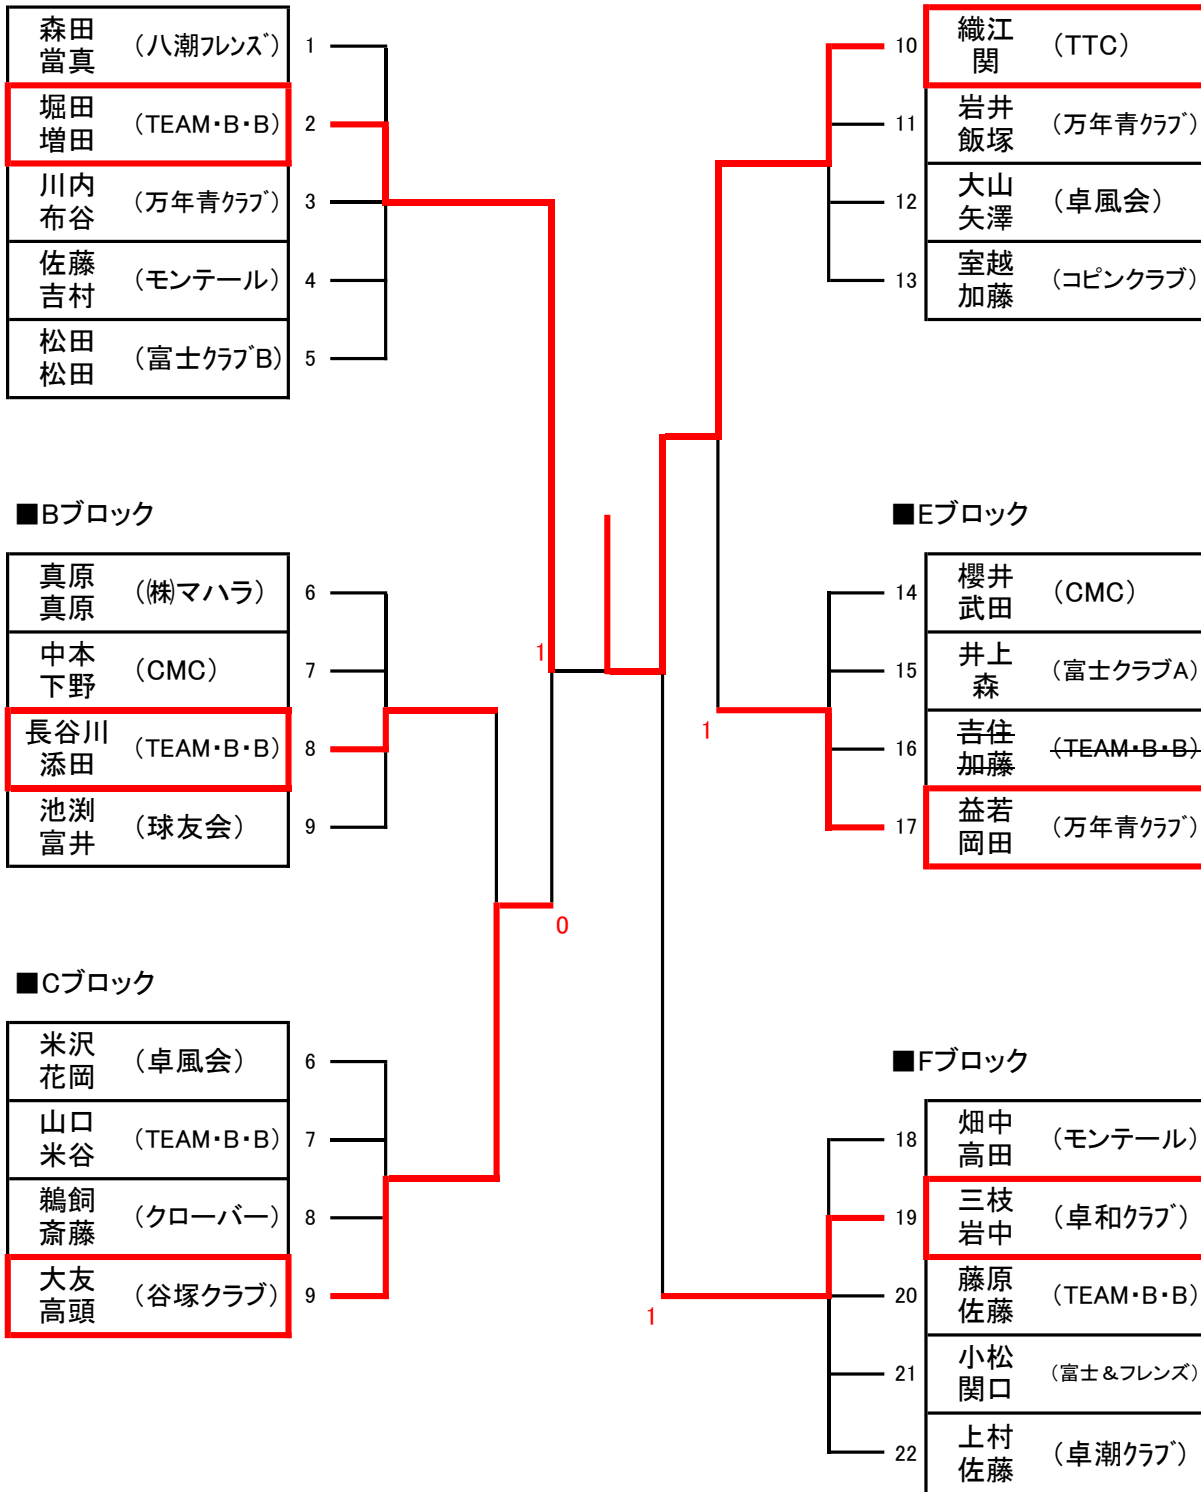 森田
當真
(八潮ﾌﾚﾝｽﾞ)
1
堀田
増田
(TEAM・B・B)
2
川内
布谷
(万年青ｸﾗﾌﾞ)
3
佐藤
吉村
(モンテール)
4
松田
松田
(富士ｸﾗﾌﾞB)
5
■Bブロック
真原
真原
(㈱マハラ)
6
中本
下野
(CMC)
7
長谷川
添田
(TEAM・B・B)
8
池渕
富井
(球友会)
9
■Cブロック
米沢
花岡
(卓風会)
6
山口
米谷
(TEAM・B・B)
7
鵜飼
斎藤
(クローバー)
8
大友
高頭
(谷塚クラブ)
9
1
0
1
1
10
織江
関
(TTC)
11
岩井
飯塚
(万年青ｸﾗﾌﾞ)
12
大山
矢澤
(卓風会)
13
室越
加藤
(コピンクラブ)
■Eブロック
14
櫻井
武田
(CMC)
15
井上
森
(富士クラブA)
16
吉住
加藤
(TEAM・B・B)
17
益若
岡田
(万年青ｸﾗﾌﾞ)
■Fブロック
18
畑中
高田
(モンテール)
19
三枝
岩中
(卓和ｸﾗﾌﾞ)
20
藤原
佐藤
(TEAM・B・B)
21
小松
関口
(富士＆フレンズ)
22
上村
佐藤
(卓潮ｸﾗﾌﾞ)